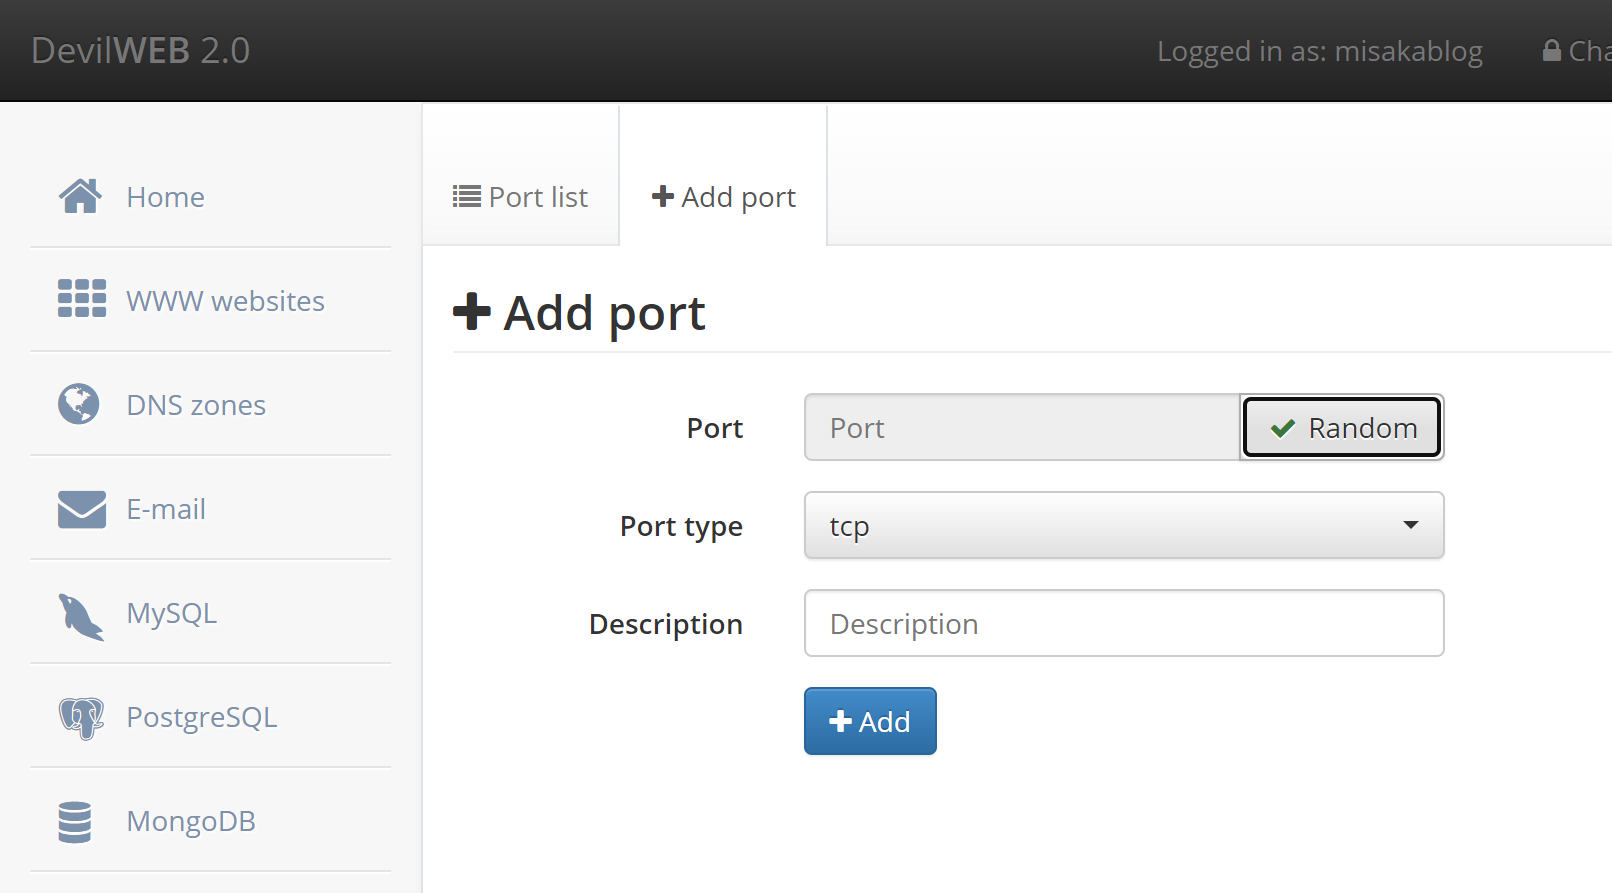 DevilWEB 2.0
Logged in as: misakablog
Home
WWW websites
DNS zones
E-mail
MySQL
PostgreSQL
MongoDB
Port list
Add port
Add port
Port
Port
Random
Port type
tcp
Description
Description
Add